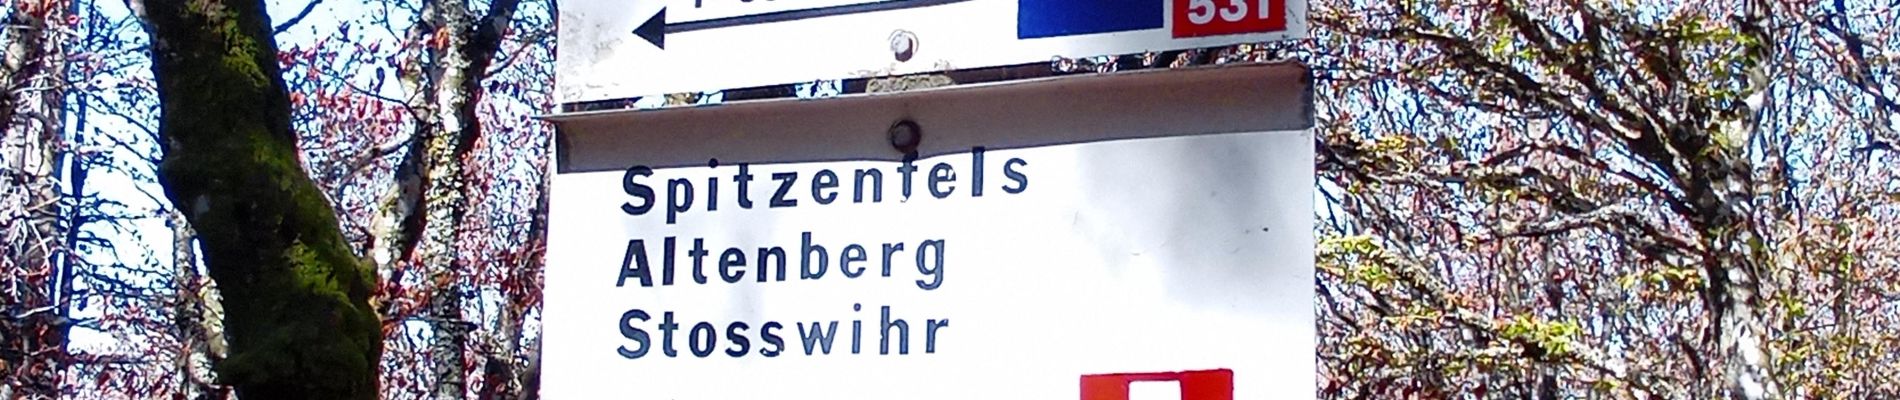 531
Spitzenfels
Altenberg
Stosswihr